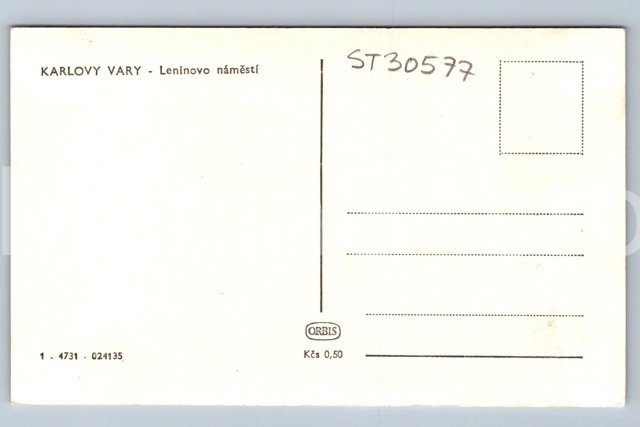 KARLOVY VARY - Leninovo náměstí
ST30577
ORBIS
1 - 4731 - 024135
Kčs 0,50